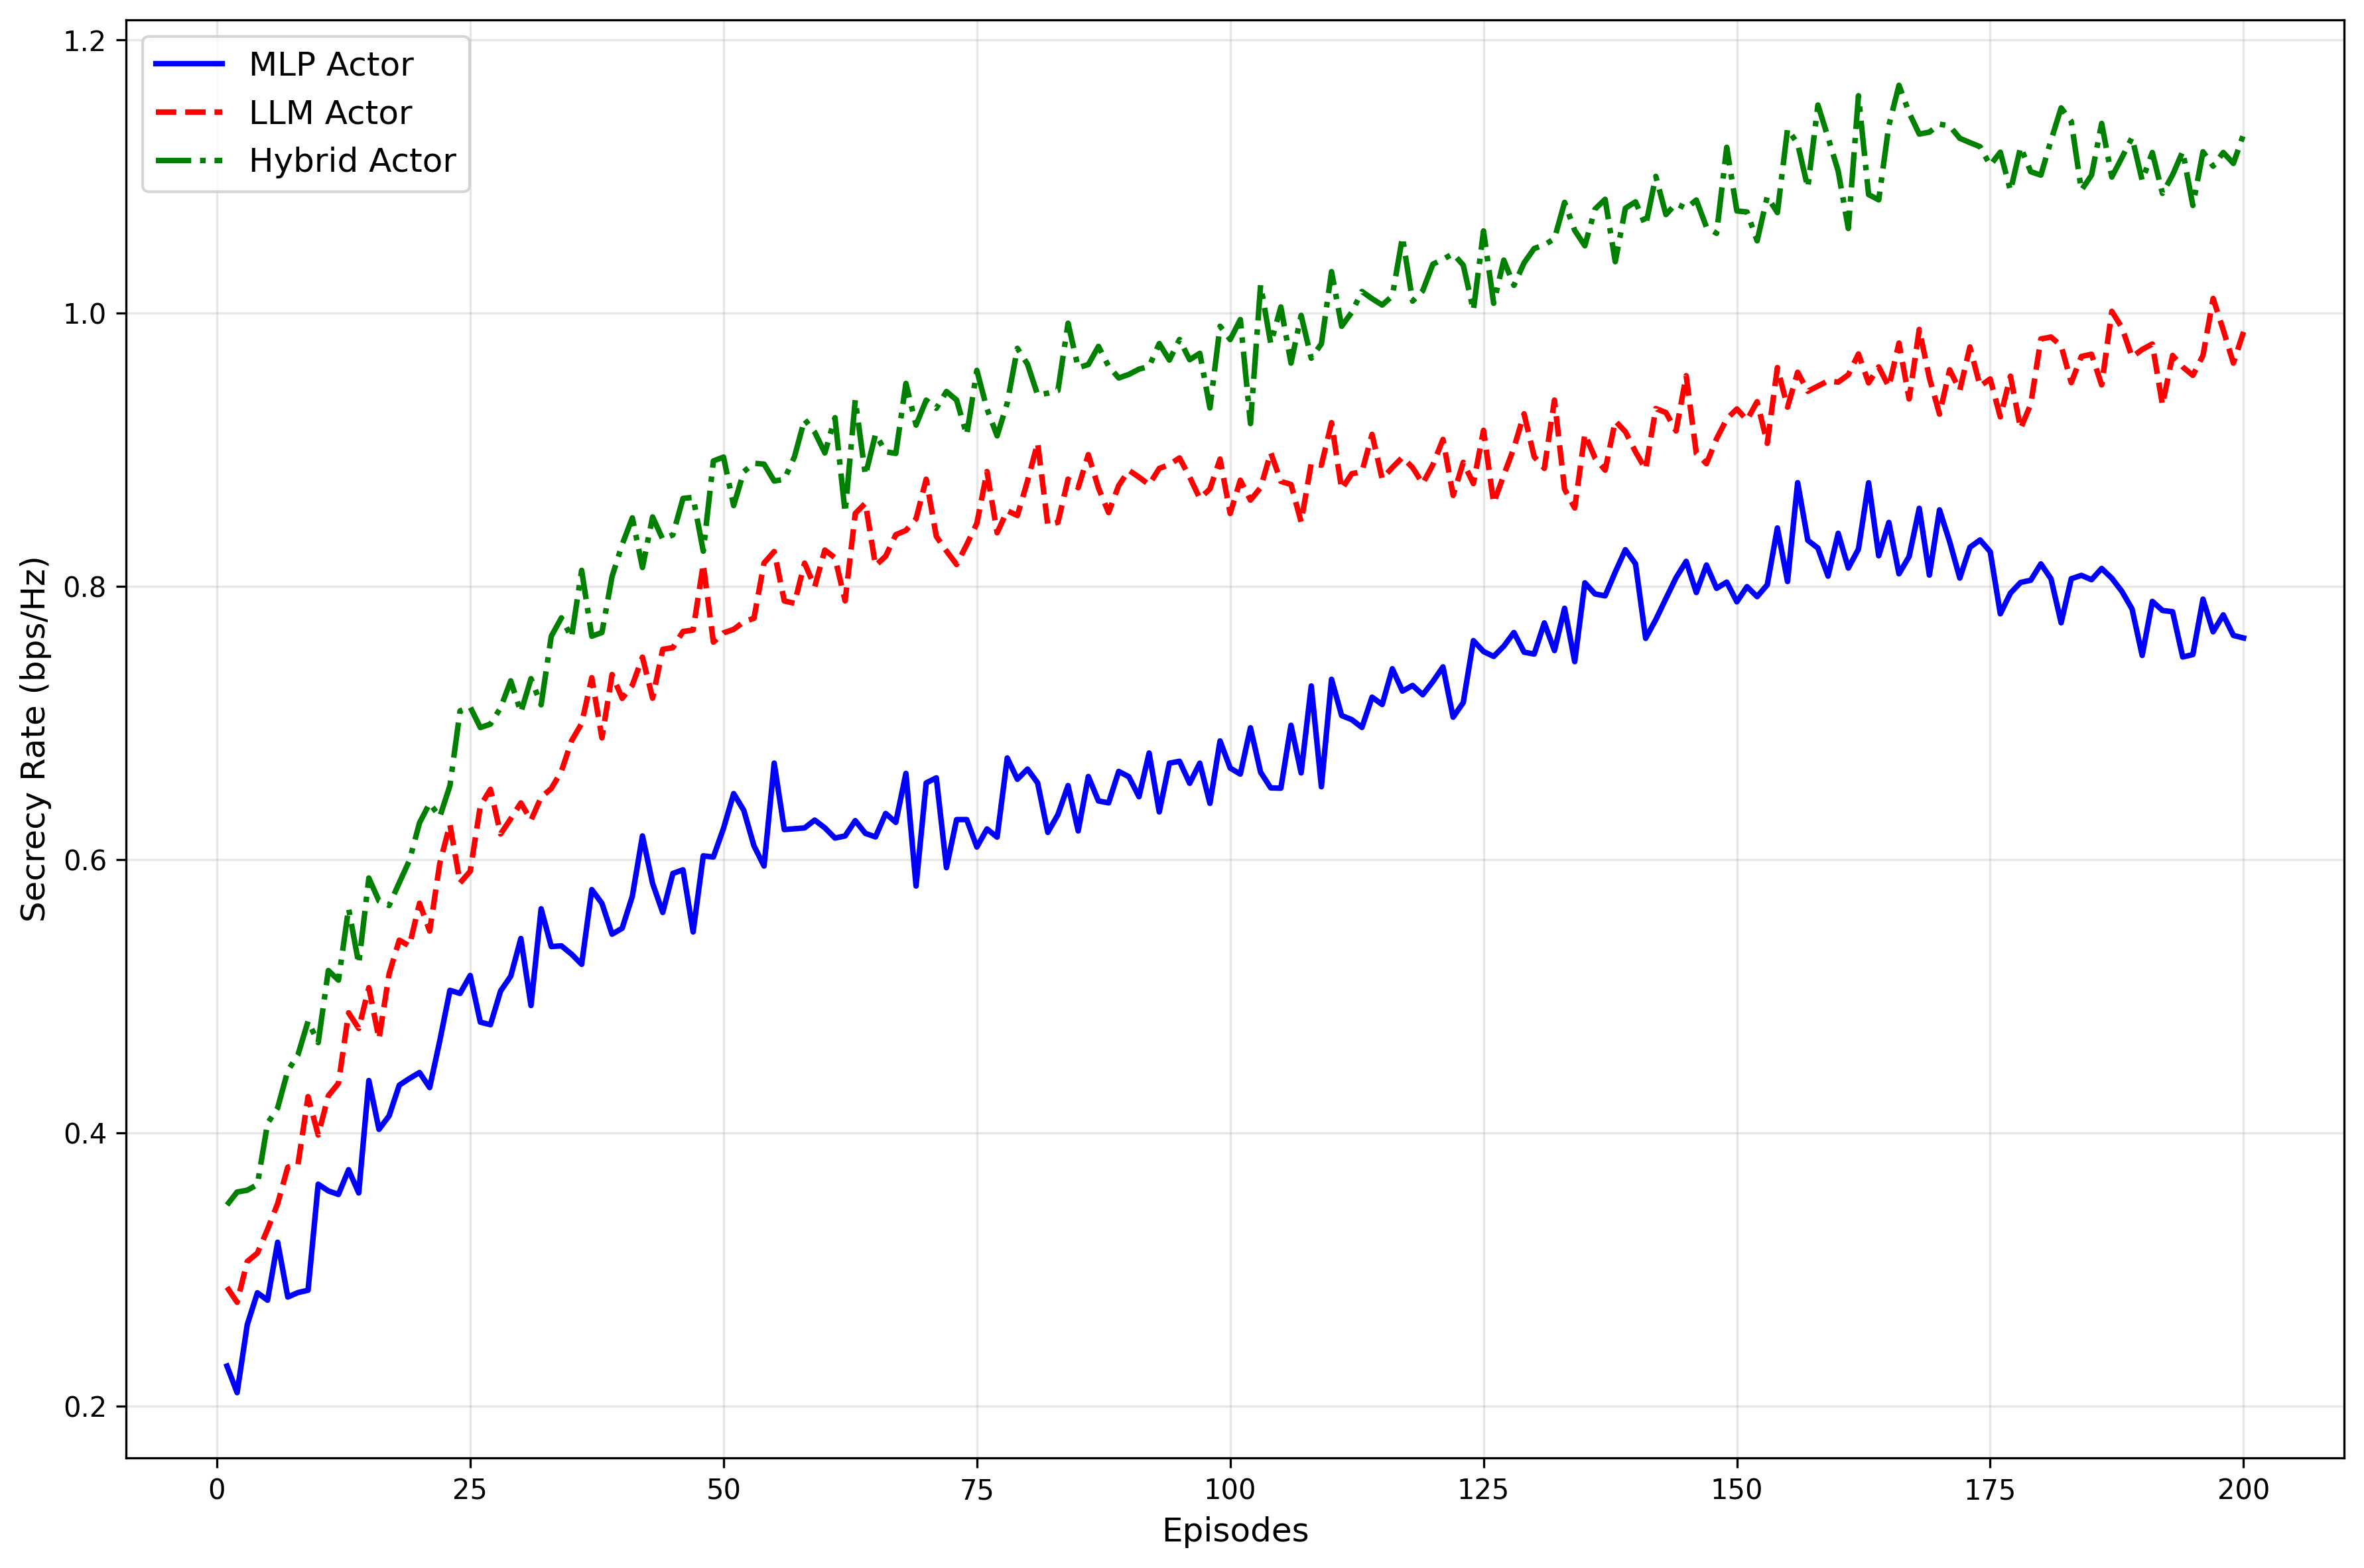 MLP Actor
LLM Actor
Hybrid Actor
1.2
1.0
0.8
0.6
0.4
0.2
Secrecy Rate (bps/Hz)
0 25 50 75 100 125 150 175 200
Episodes